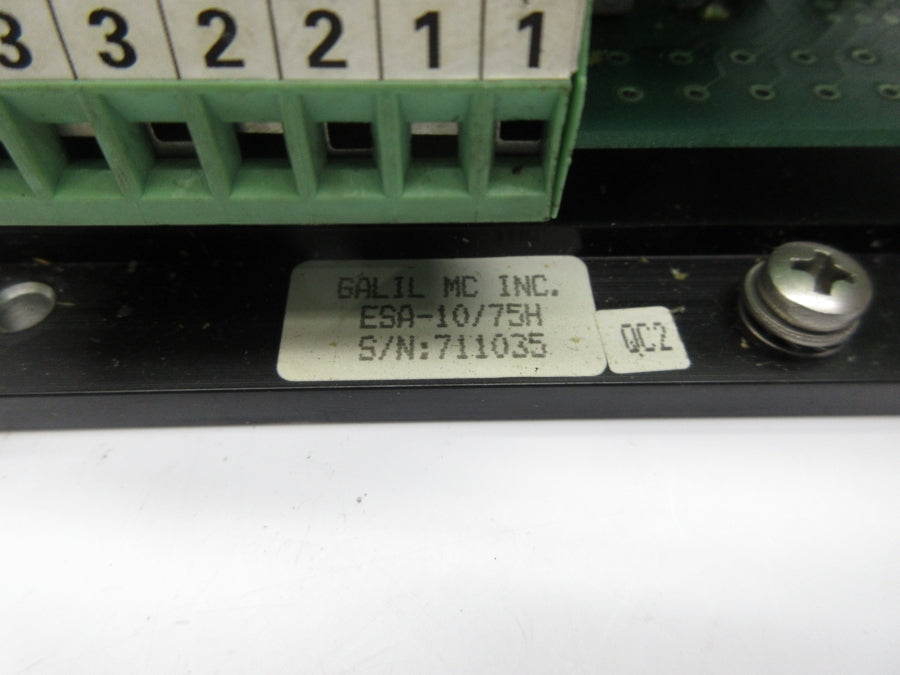 3 3 2 2 1 1
GALIL MC INC.
ESA-10/75H
S/N:711035
QC2